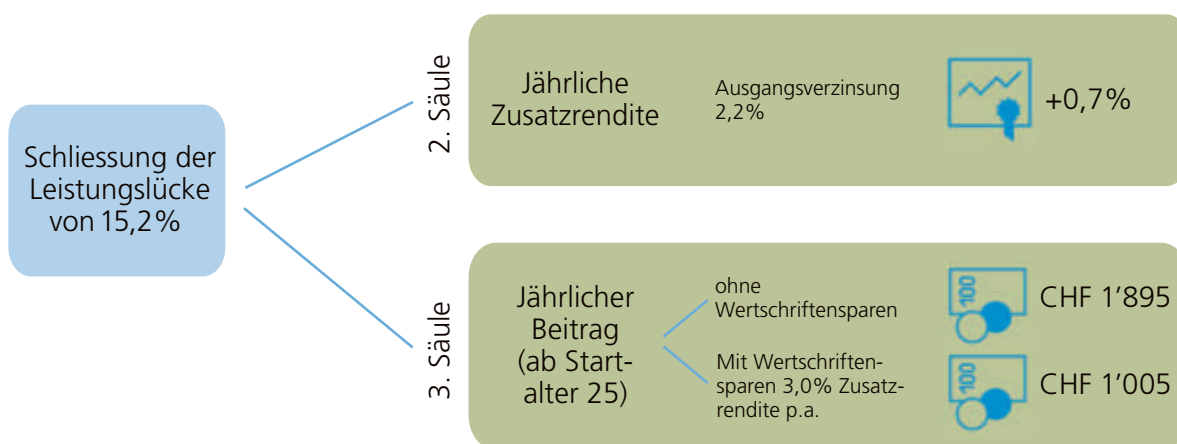 Schliessung der
Leistungslücke
von 15,2%
2. Säule
Jährliche
Zusatzrendite
Ausgangsverzinsung
2,2%
+0,7%
3. Säule
Jährlicher
Beitrag
(ab Start-
alter 25)
ohne
Wertschriftensparen
100
CHF 1’895
Mit Wertschriften-
sparen 3,0% Zusatz-
rendite p.a.
100
CHF 1’005